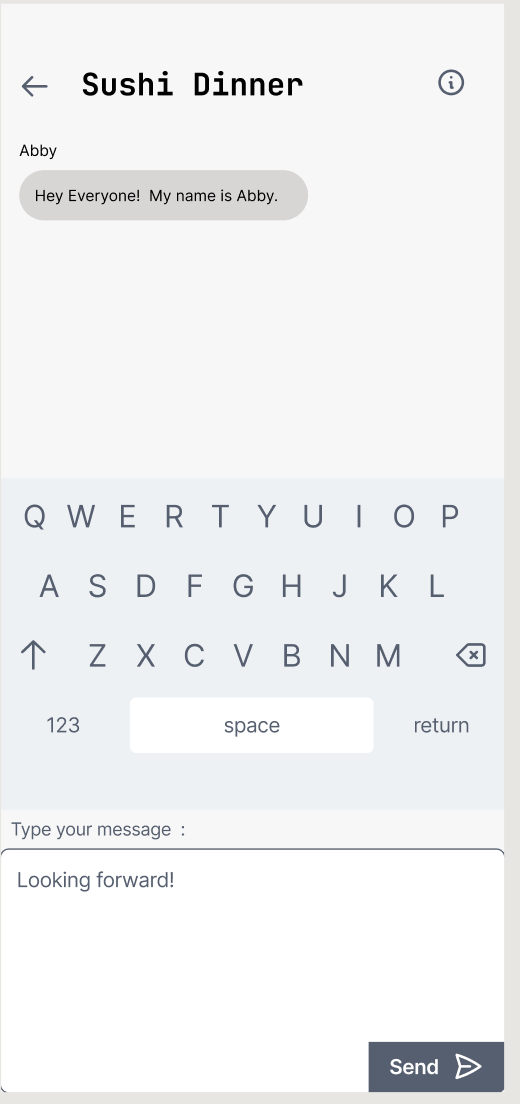 Sushi Dinner
Abby
Hey Everyone!  My name is Abby.
Q W E R T Y U I O P
A S D F G H J K L
Z X C V B N M
123 space return
Type your message  :
Looking forward!
Send